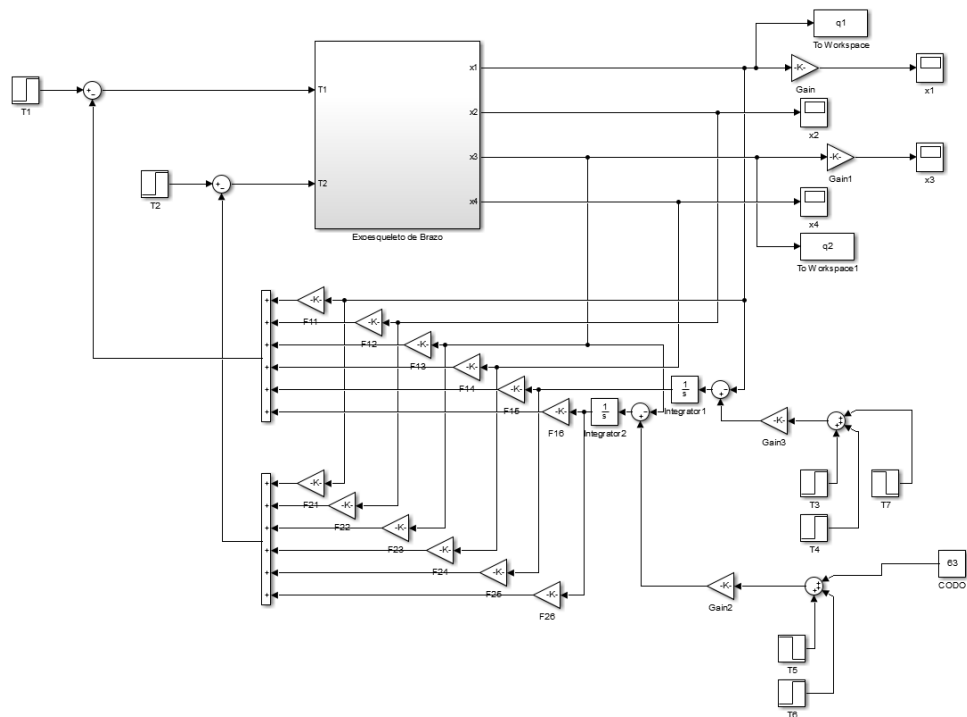 q1
To Workspace
T1
+
-
T1
x1
-K-
Gain
x1
x2
x2
T2
+
-
T2
x3
-K-
Gain1
x3
x4
x4
Exoesqueleto de Brazo
q2
To Workspace1
+
-K-
F11
+
-K-
F12
+
-K-
F13
+
-K-
F14
+
-K-
F15
1
s
Integrator1
+
-K-
F16
1
s
Integrator2
-K-
Gain3
T3
T7
T4
+
-K-
F21
+
-K-
F22
+
-K-
F23
+
-K-
F24
+
-K-
F25
+
-K-
F26
-K-
Gain2
63
CODO
T5
T6